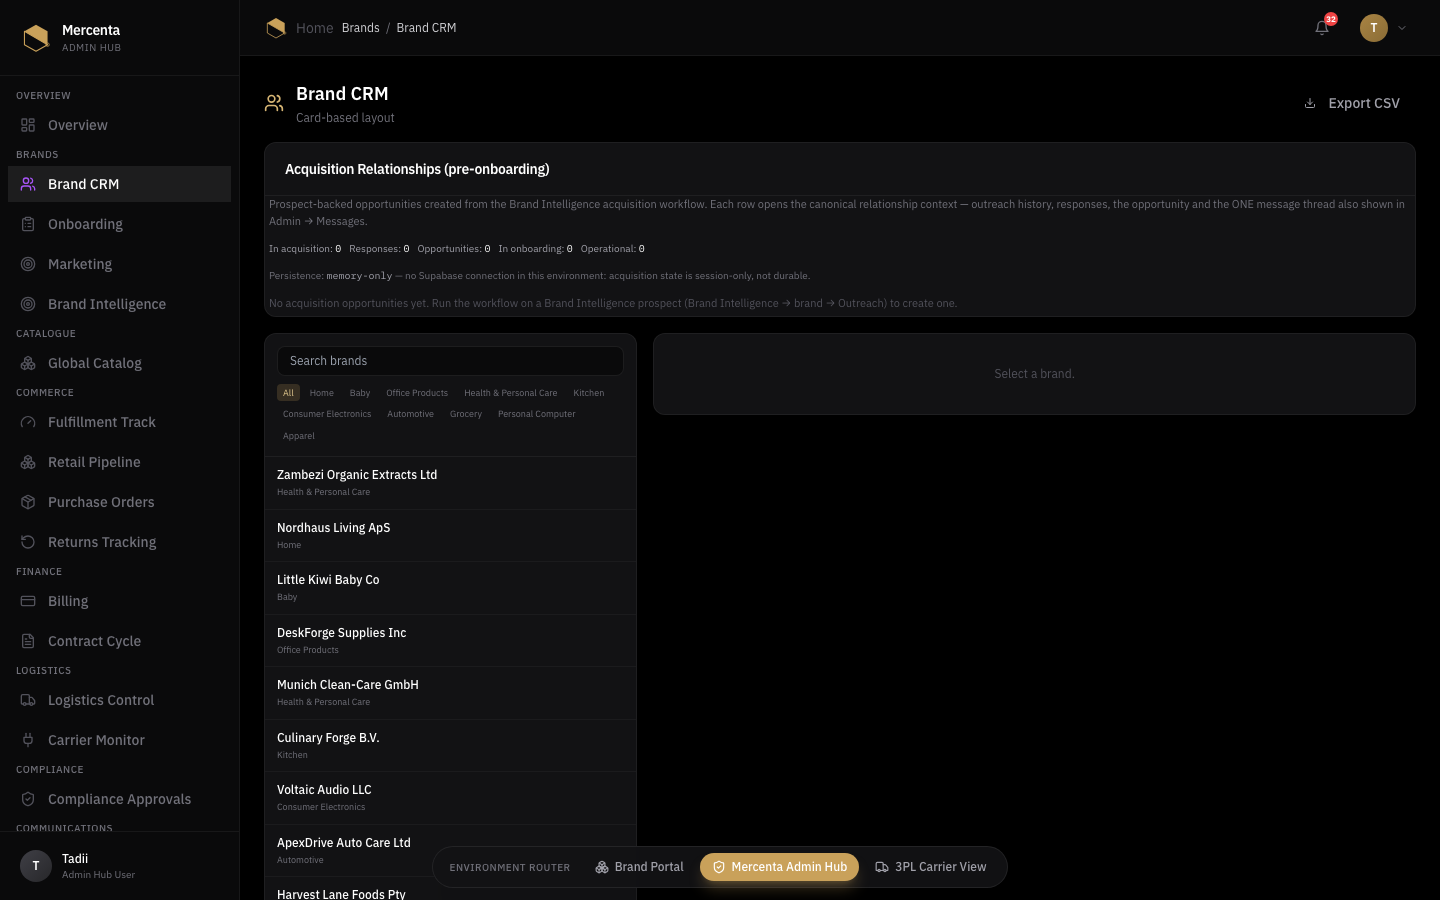 Mercenta
ADMIN HUB
OVERVIEW
Overview
BRANDS
Brand CRM
Onboarding
Marketing
Brand Intelligence
CATALOGUE
Global Catalog
COMMERCE
Fulfillment Track
Retail Pipeline
Purchase Orders
Returns Tracking
FINANCE
Billing
Contract Cycle
LOGISTICS
Logistics Control
Carrier Monitor
COMPLIANCE
Compliance Approvals
COMMUNICATIONS
T
Tadii
Admin Hub User
Home Brands / Brand CRM
32
T
Brand CRM
Card-based layout
Export CSV
Acquisition Relationships (pre-onboarding)
Prospect-backed opportunities created from the Brand Intelligence acquisition workflow. Each row opens the canonical relationship context — outreach history, responses, the opportunity and the ONE message thread also shown in
Admin → Messages.
In acquisition: 0 Responses: 0 Opportunities: 0 In onboarding: 0 Operational: 0
Persistence: memory-only — no Supabase connection in this environment: acquisition state is session-only, not durable.
No acquisition opportunities yet. Run the workflow on a Brand Intelligence prospect (Brand Intelligence → brand → Outreach) to create one.
Search brands
All Home Baby Office Products Health & Personal Care Kitchen
Consumer Electronics Automotive Grocery Personal Computer
Apparel
Zambezi Organic Extracts Ltd
Health & Personal Care
Nordhaus Living ApS
Home
Little Kiwi Baby Co
Baby
DeskForge Supplies Inc
Office Products
Munich Clean-Care GmbH
Health & Personal Care
Culinary Forge B.V.
Kitchen
Voltaic Audio LLC
Consumer Electronics
ApexDrive Auto Care Ltd
Automotive
Harvest Lane Foods Pty
Select a brand.
ENVIRONMENT ROUTER Brand Portal Mercenta Admin Hub 3PL Carrier View